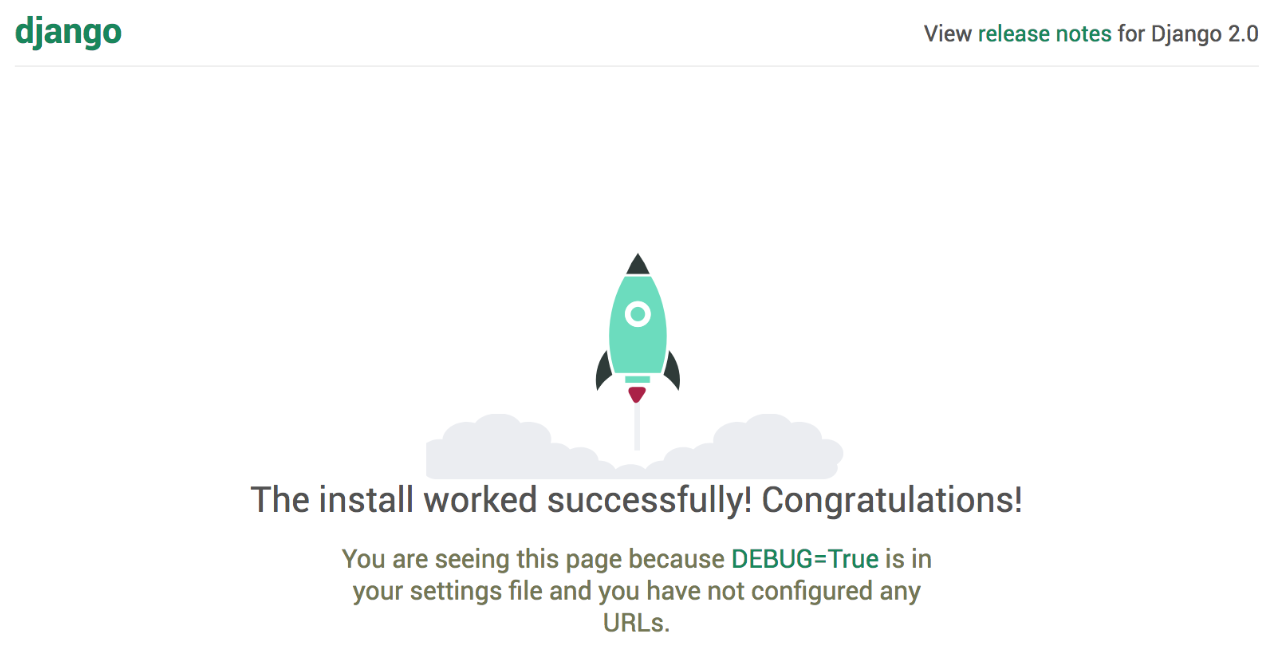 django
View release notes for Django 2.0
The install worked successfully! Congratulations!
You are seeing this page because DEBUG=True is in
your settings file and you have not configured any
URLs.